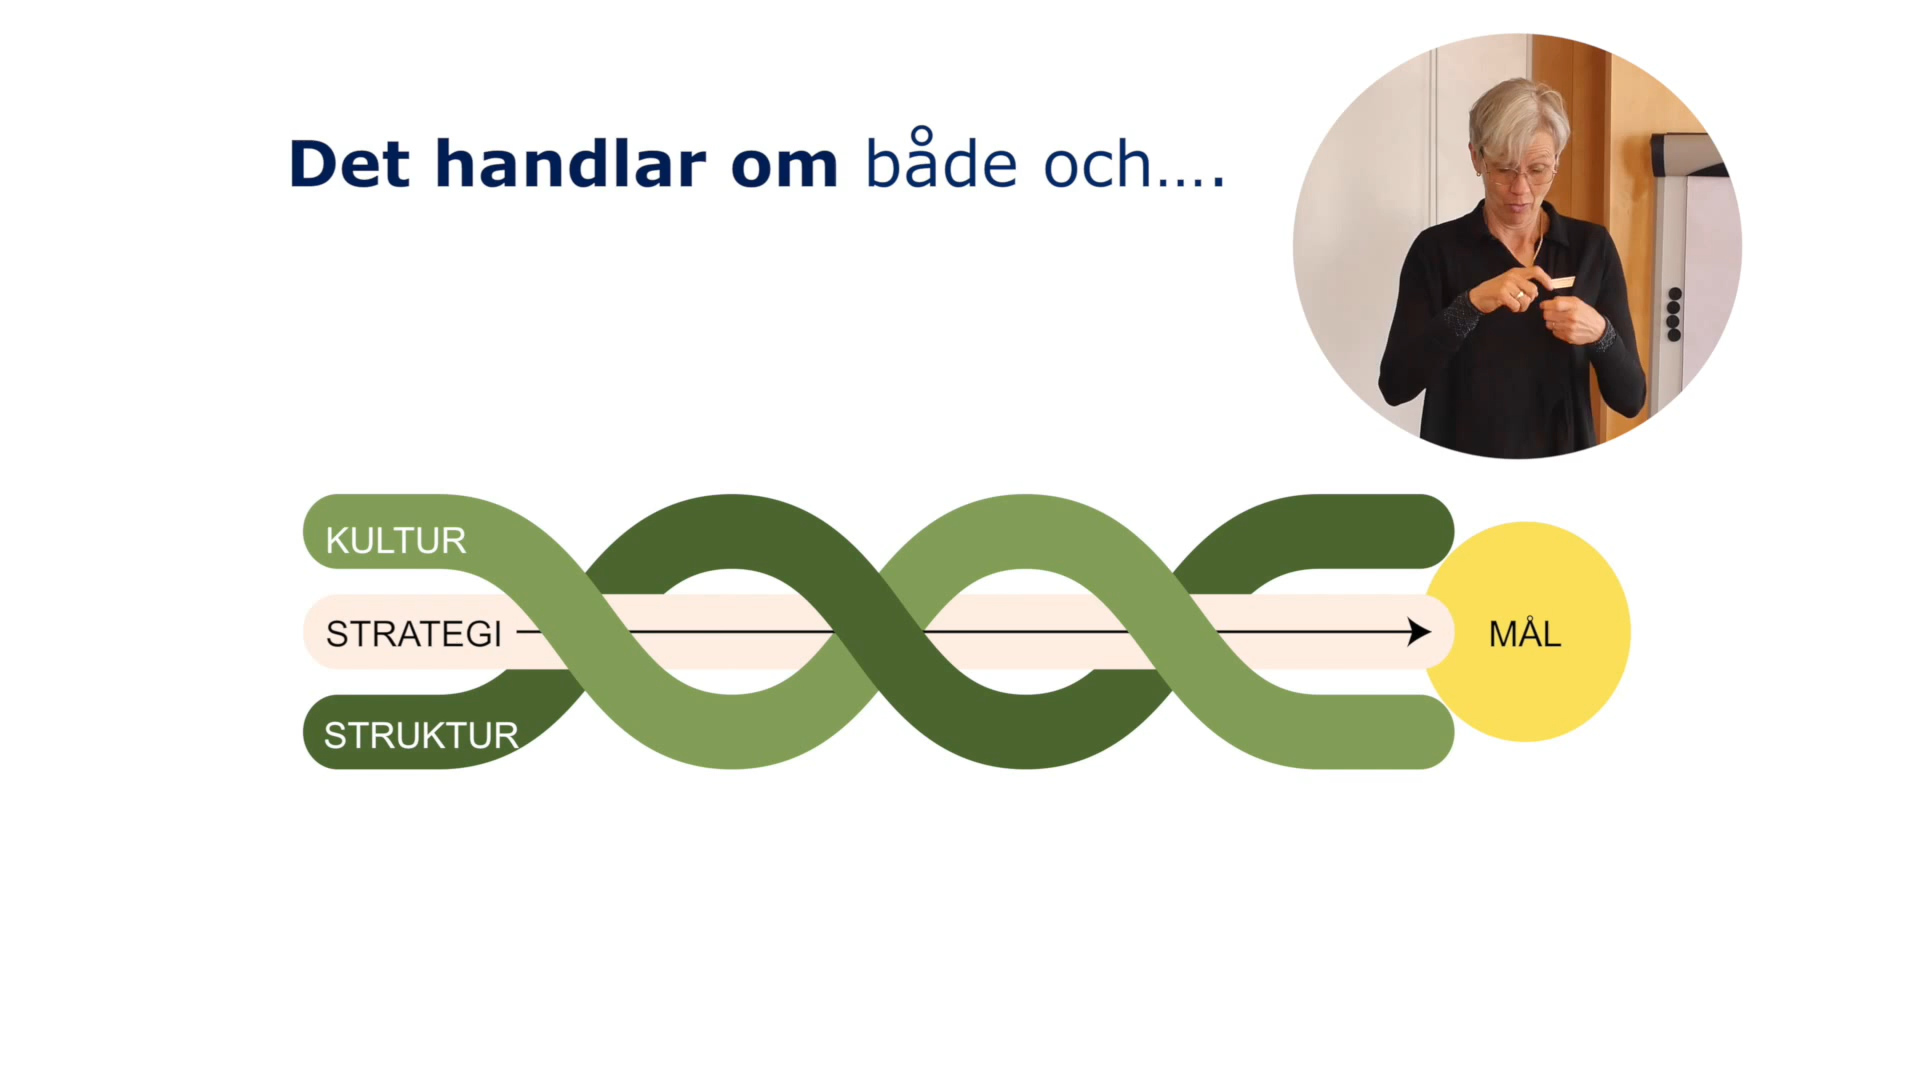 Det handlar om både och....
KULTUR
STRATEGI
MÅL
STRUKTUR